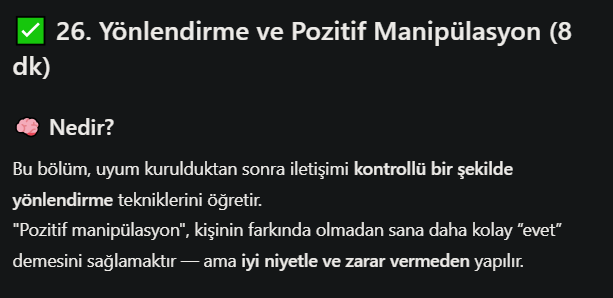 ✅ 26. Yönlendirme ve Pozitif Manipülasyon (8
dk)
🧠 Nedir?
Bu bölüm, uyum kurulduktan sonra iletişimi kontrollü bir şekilde
yönlendirme tekniklerini öğretir.
"Pozitif manipülasyon", kişinin farkında olmadan sana daha kolay “evet”
demesini sağlamaktır — ama iyi niyetle ve zarar vermeden yapılır.